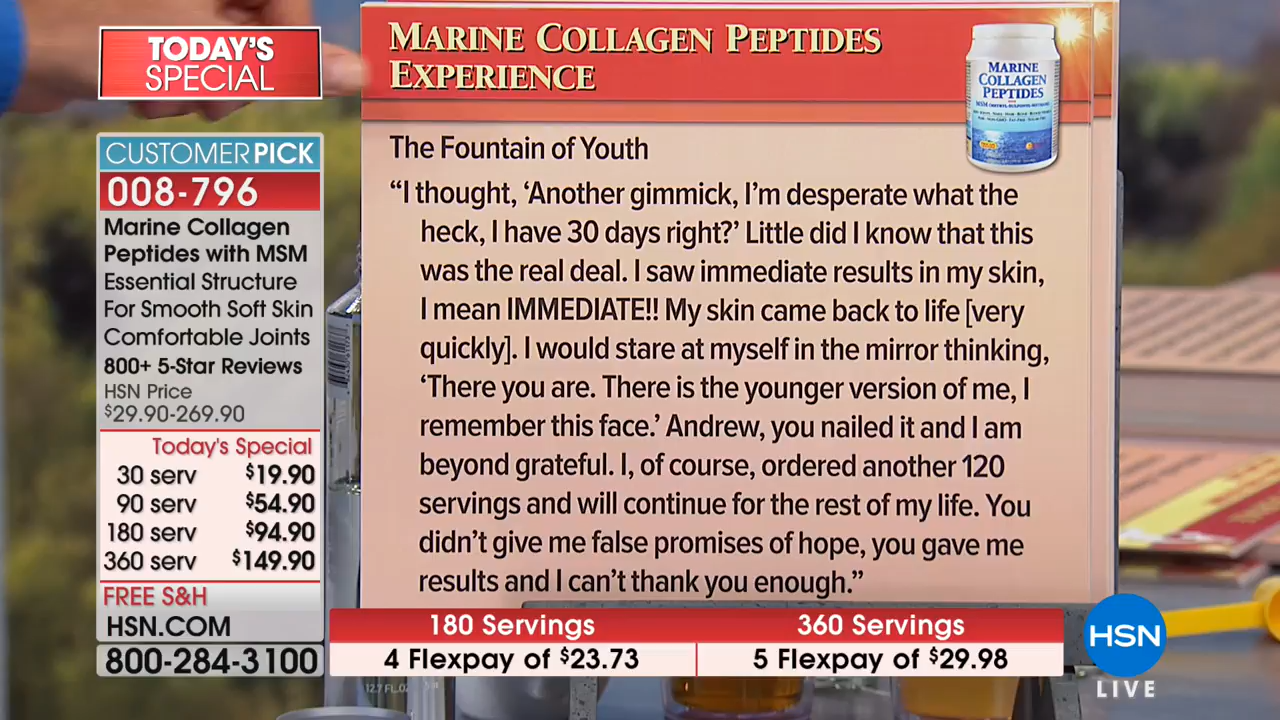 TODAY'S
SPECIAL
CUSTOMER PICK
008-796
Marine Collagen
Peptides with MSM
Essential Structure
For Smooth Soft Skin
Comfortable Joints
800+ 5-Star Reviews
HSN Price
$29.90-269.90
Today's Special
30 serv $19.90
90 serv $54.90
180 serv $94.90
360 serv $149.90
FREE S&H
HSN.COM
800-284-3100
MARINE COLLAGEN PEPTIDES
EXPERIENCE
MARINE
COLLAGEN
PEPTIDES
The Fountain of Youth
“I thought, ‘Another gimmick, I’m desperate what the
heck, I have 30 days right?’ Little did I know that this
was the real deal. I saw immediate results in my skin,
I mean IMMEDIATE!! My skin came back to life [very
quickly]. I would stare at myself in the mirror thinking,
‘There you are. There is the younger version of me, I
remember this face.’ Andrew, you nailed it and I am
beyond grateful. I, of course, ordered another 120
servings and will continue for the rest of my life. You
didn’t give me false promises of hope, you gave me
results and I can’t thank you enough.”
180 Servings
4 Flexpay of $23.73
360 Servings
5 Flexpay of $29.98
12.7 FL.O
HSN
LIVE